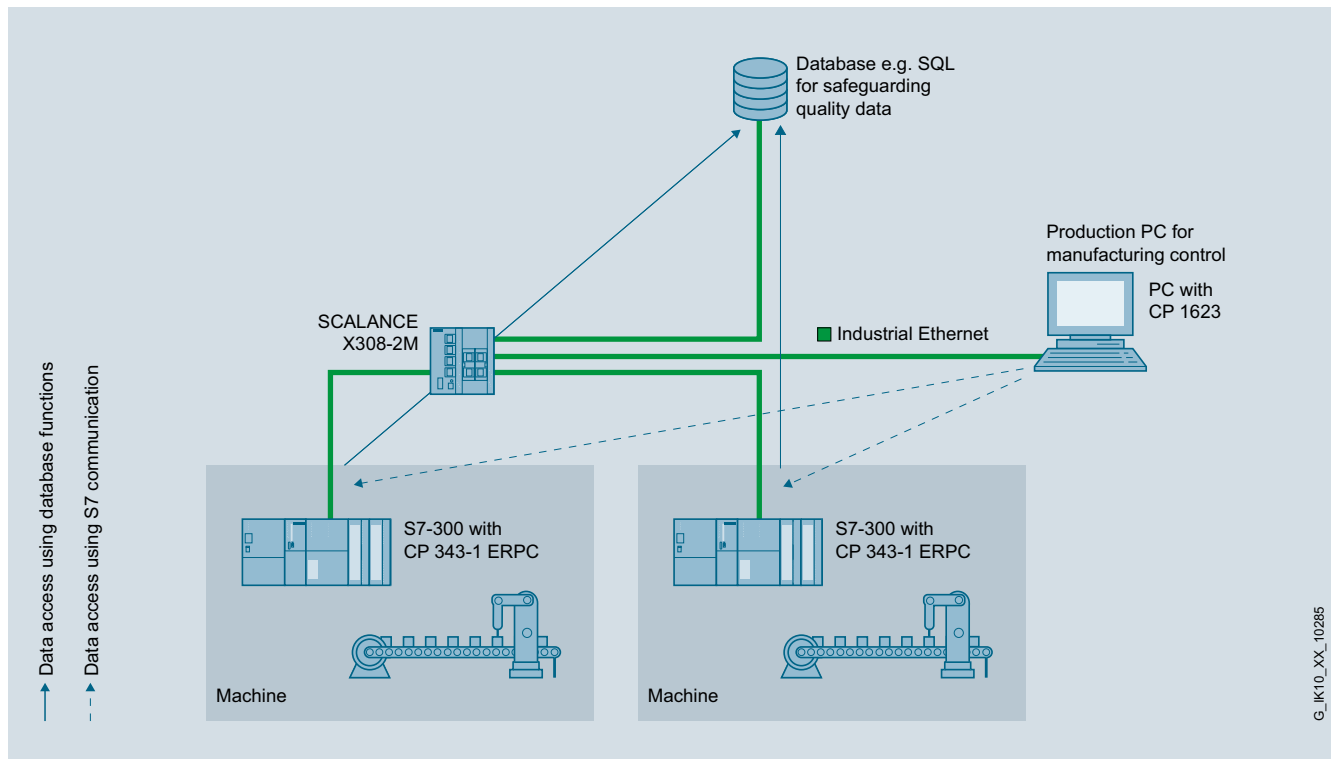 Database e.g. SQL
for safeguarding
quality data
Production PC for
manufacturing control
PC with
CP 1623
SCALANCE
X308-2M
Industrial Ethernet
Data access using database functions
Data access using S7 communication
S7-300 with
CP 343-1 ERPC
Machine
S7-300 with
CP 343-1 ERPC
Machine
G_IK10_XX_10285